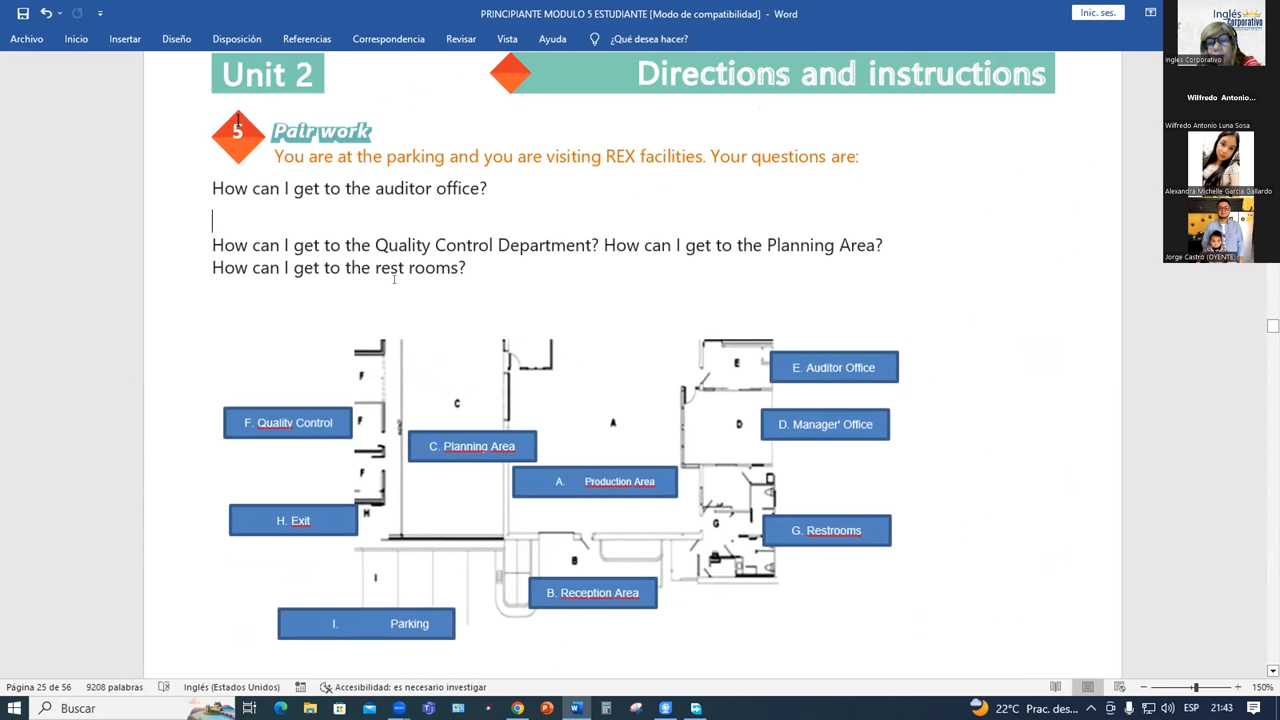 PRINCIPIANTE MODULO 5 ESTUDIANTE [Modo de compatibilidad] - Word
Inic. ses.
Archivo Inicio Insertar Diseño Disposición Referencias Correspondencia Revisar Vista Ayuda ¿Qué desea hacer?
Unit 2
Directions and instructions
5
Pair work
You are at the parking and you are visiting REX facilities. Your questions are:
How can I get to the auditor office?
How can I get to the Quality Control Department? How can I get to the Planning Area?
How can I get to the rest rooms?
E. Auditor Office
F. Quality Control
D. Manager' Office
C. Planning Area
A. Production Area
H. Exit
G. Restrooms
B. Reception Area
I. Parking
F
F
F
H
I
C
A
B
E
D
G
Inglés
Corporativo
Inglés Corporativo
Wilfredo Antonio...
Wilfredo Antonio Luna Sosa
Alexandra Michelle Garcia Gallardo
Jorge Castro (OYENTE)
Página 25 de 56 9208 palabras Inglés (Estados Unidos) Accesibilidad: es necesario investigar 150%
Buscar 22°C Prac. des... ESP 21:43